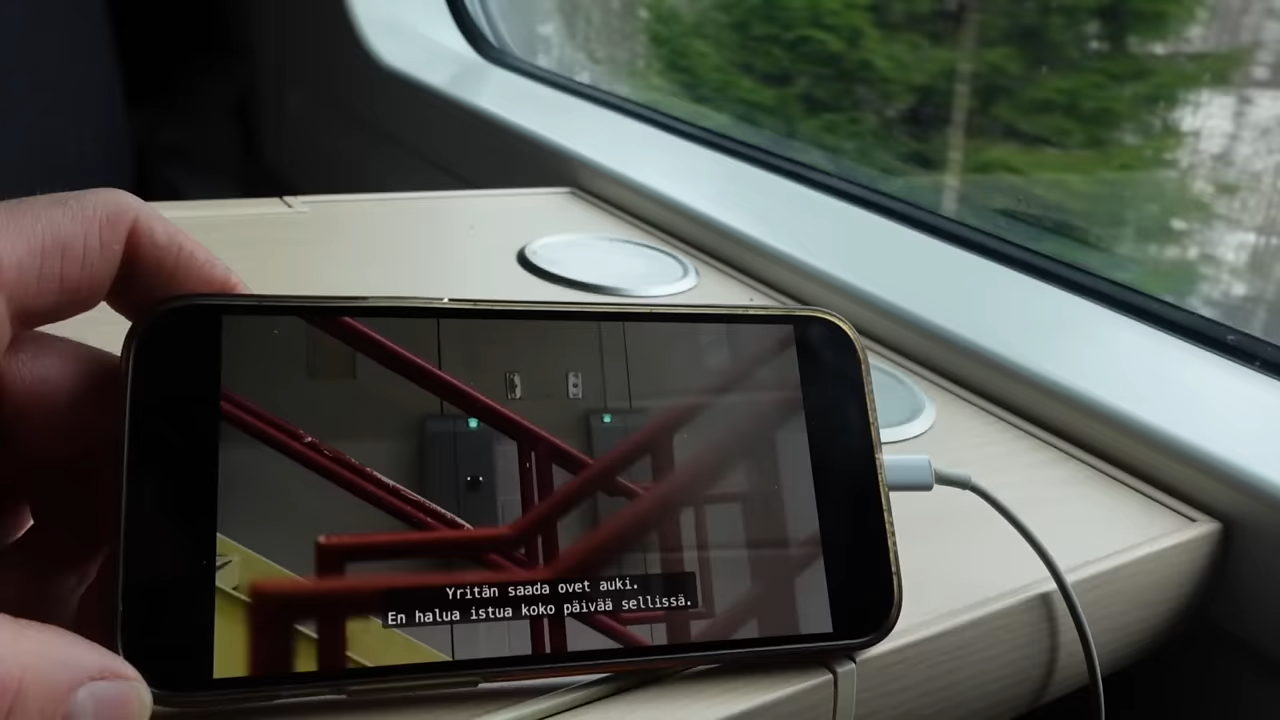 Yritän saada ovet auki.
En halua istua koko päivää sellissä.